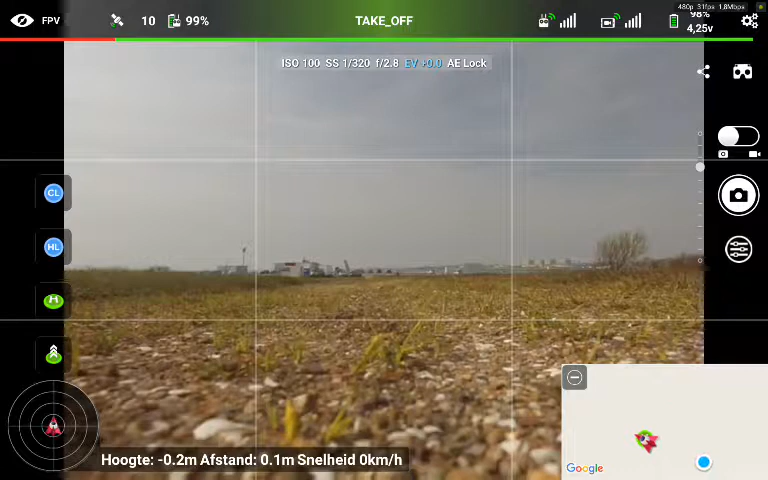 480p 31fps 1,8Mbps
FPV 10 99% TAKE_OFF 98%
4,25v
ISO 100 SS 1/320 f/2.8 EV +0.0 AE Lock
CL
HL
H
Hoogte: -0.2m Afstand: 0.1m Snelheid 0km/h
Google